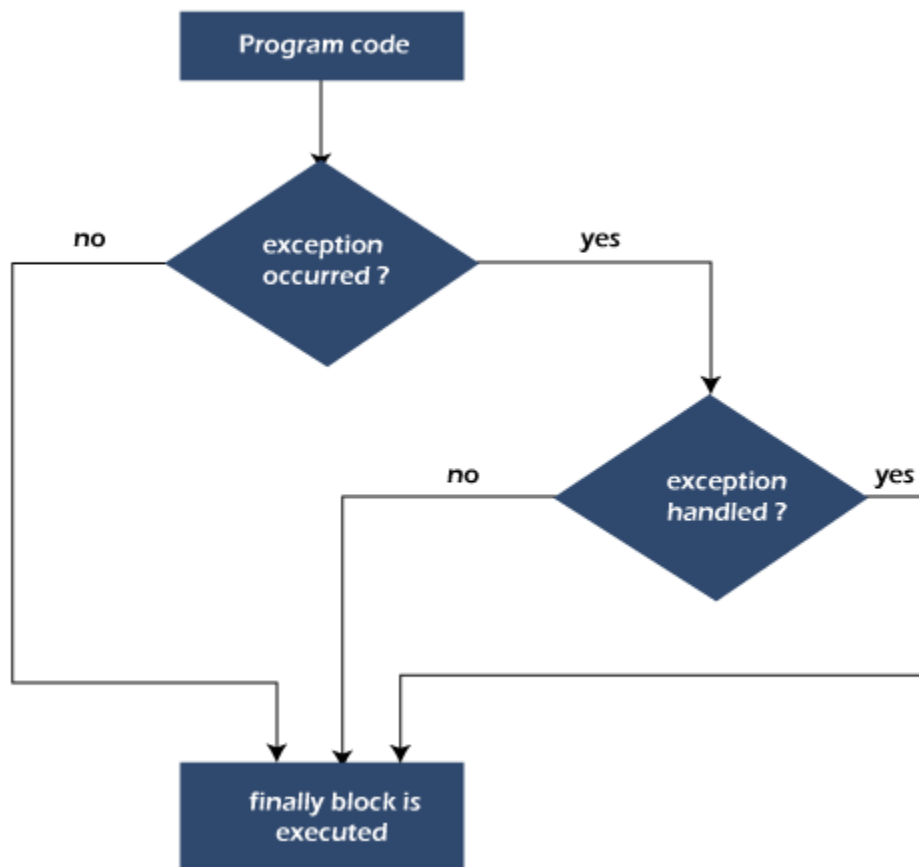 Program code
no
exception
occurred ?
yes
no
exception
handled ?
yes
finally block is
executed